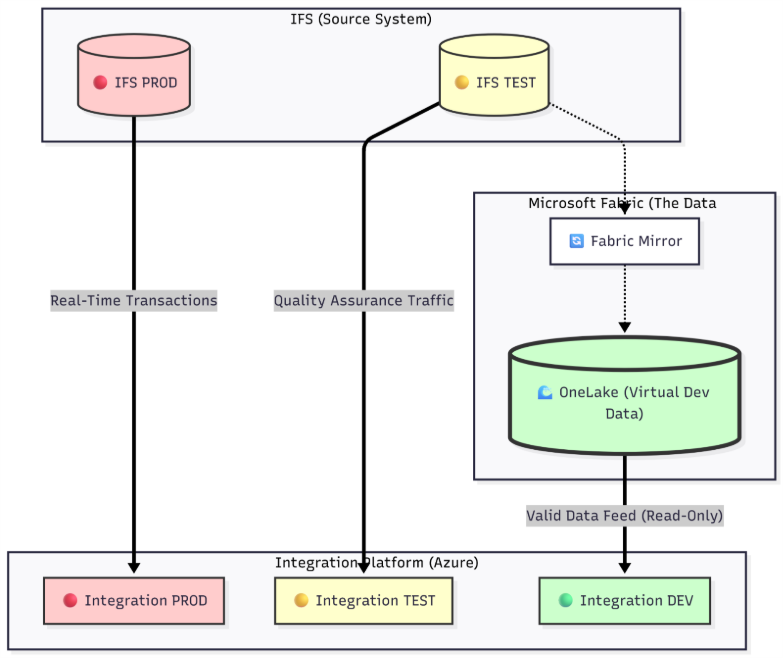 IFS (Source System)
IFS PROD
IFS TEST
Microsoft Fabric (The Data
Fabric Mirror
Real-Time Transactions
Quality Assurance Traffic
OneLake (Virtual Dev
Data)
Valid Data Feed (Read-Only)
Integration Platform (Azure)
Integration PROD
Integration TEST
Integration DEV